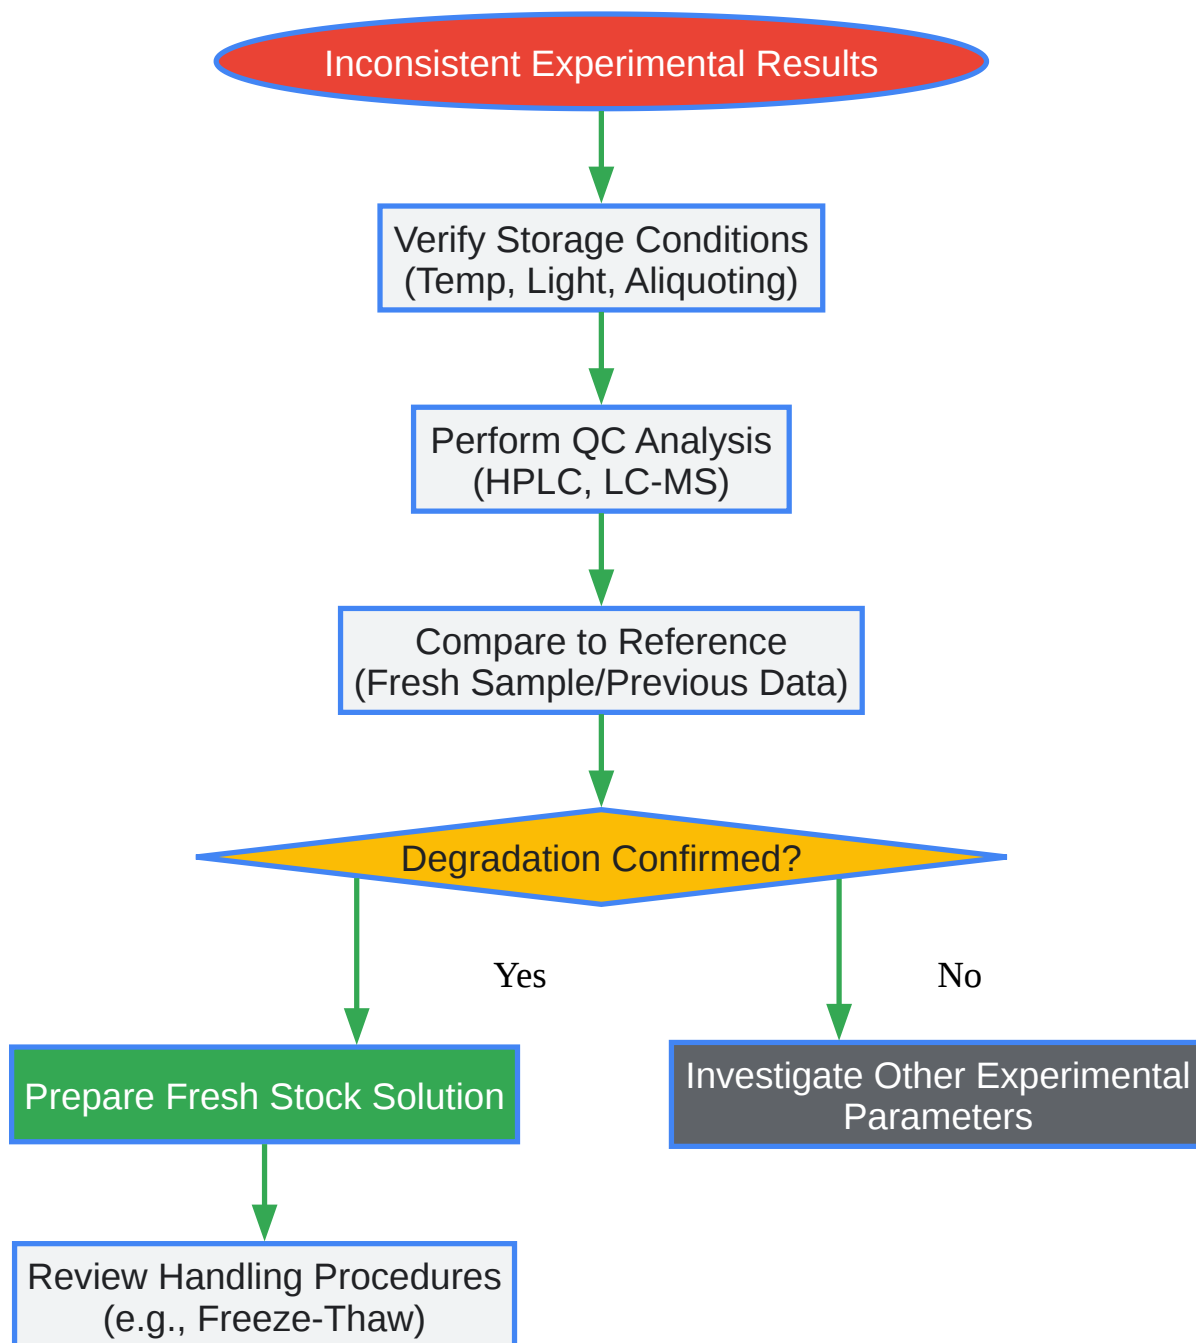 Inconsistent Experimental Results
Verify Storage Conditions
(Temp, Light, Aliquoting)
Perform QC Analysis
(HPLC, LC-MS)
Compare to Reference
(Fresh Sample/Previous Data)
Degradation Confirmed?
Yes
No
Prepare Fresh Stock Solution
Investigate Other Experimental
Parameters
Review Handling Procedures
(e.g., Freeze-Thaw)